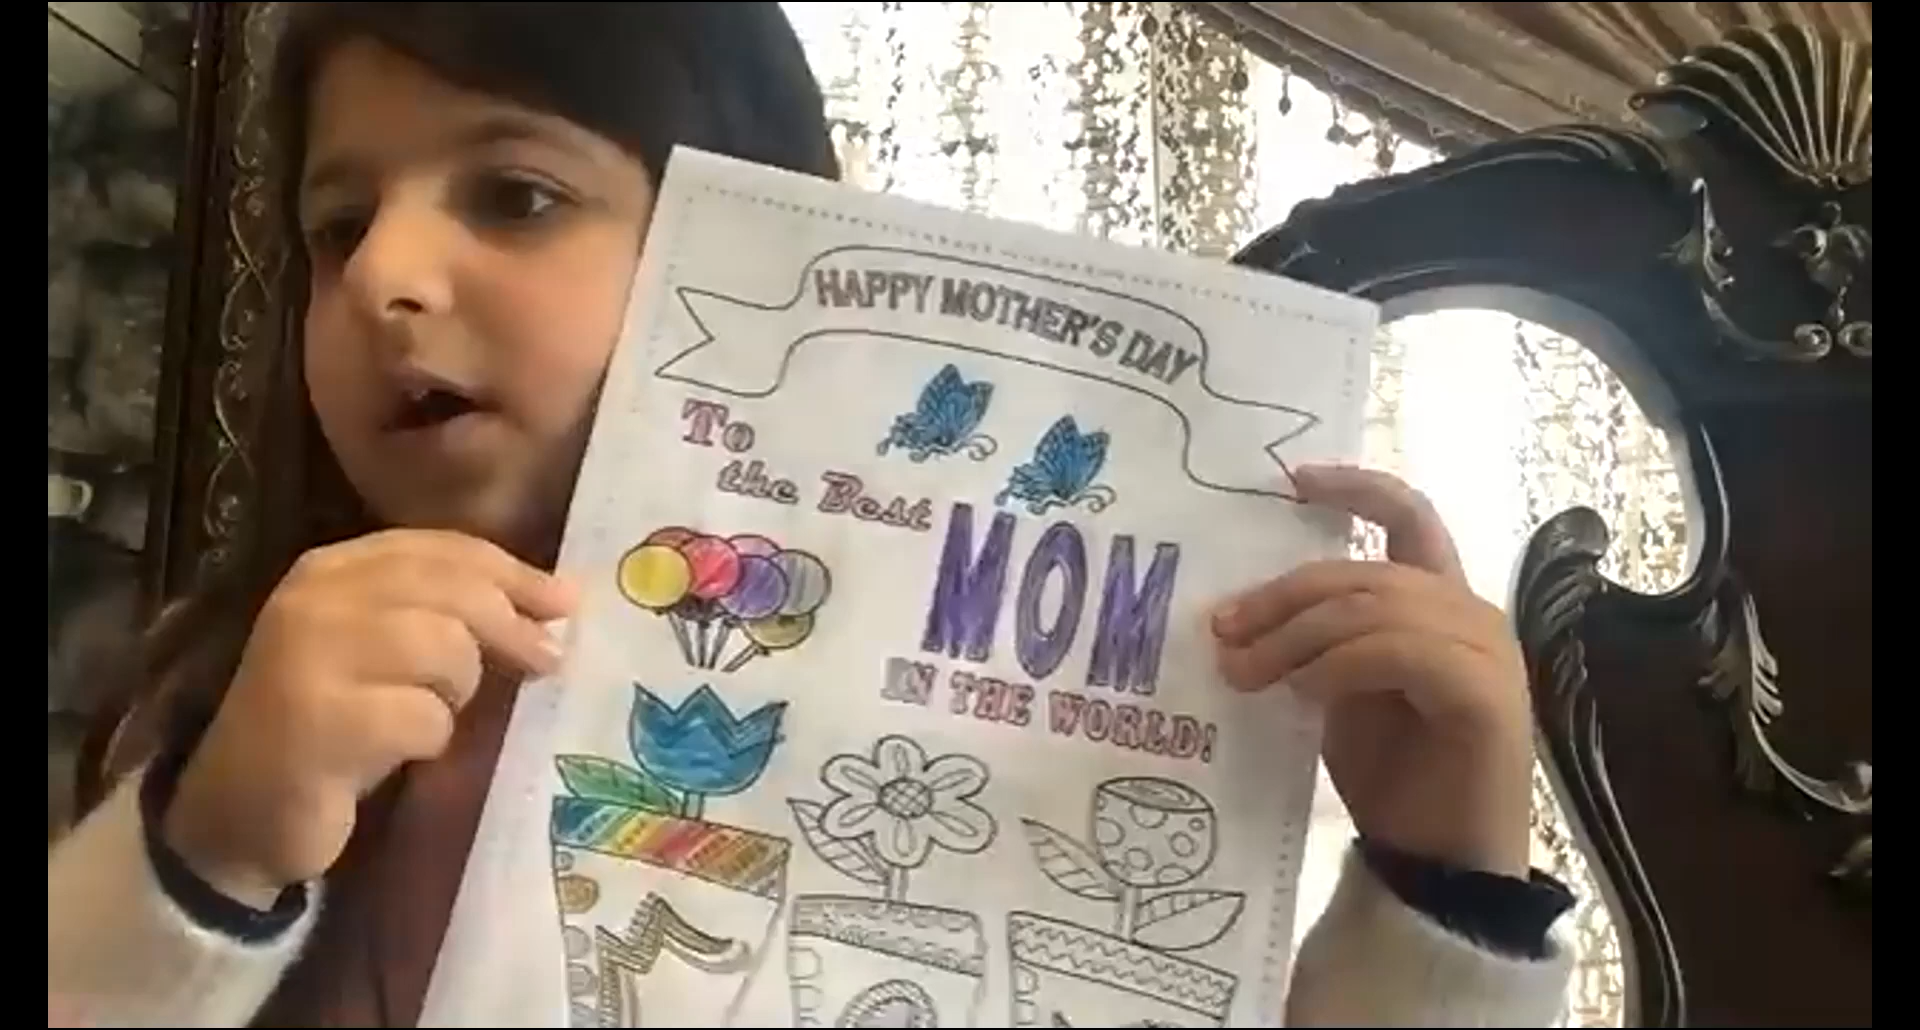 HAPPY MOTHER'S DAY
To
the Best
MOM
IN THE WORLD!